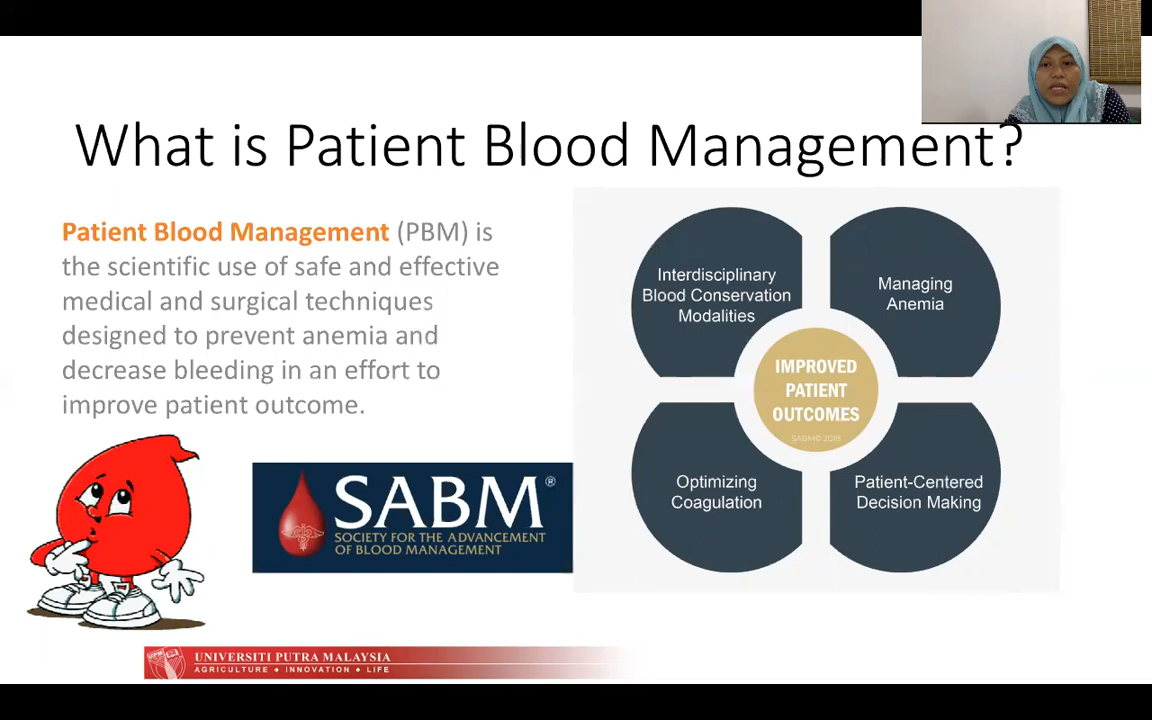 What is Patient Blood Management?
Patient Blood Management (PBM) is
the scientific use of safe and effective
medical and surgical techniques
designed to prevent anemia and
decrease bleeding in an effort to
improve patient outcome.
Interdisciplinary
Blood Conservation
Modalities
Managing
Anemia
IMPROVED
PATIENT
OUTCOMES
SABM© 2018
Optimizing
Coagulation
Patient-Centered
Decision Making
SABM®
SOCIETY FOR THE ADVANCEMENT
OF BLOOD MANAGEMENT
UPM
UNIVERSITI PUTRA MALAYSIA
AGRICULTURE • INNOVATION • LIFE